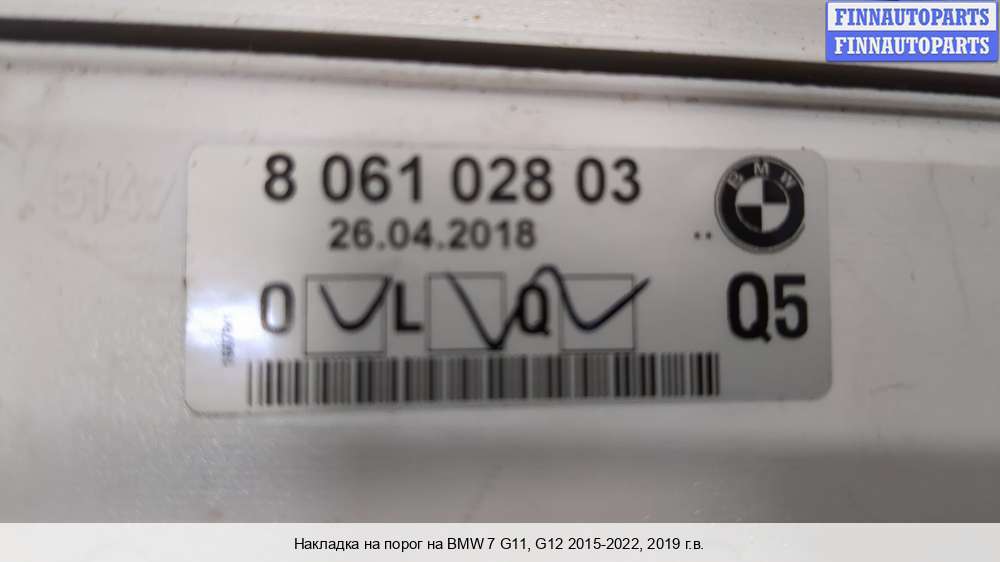 FINNAUTOPARTS
FINNAUTOPARTS
8 061 028 03
BMW
26.04.2018
O L Q Q5
Накладка на порог на BMW 7 G11, G12 2015-2022, 2019 г.в.